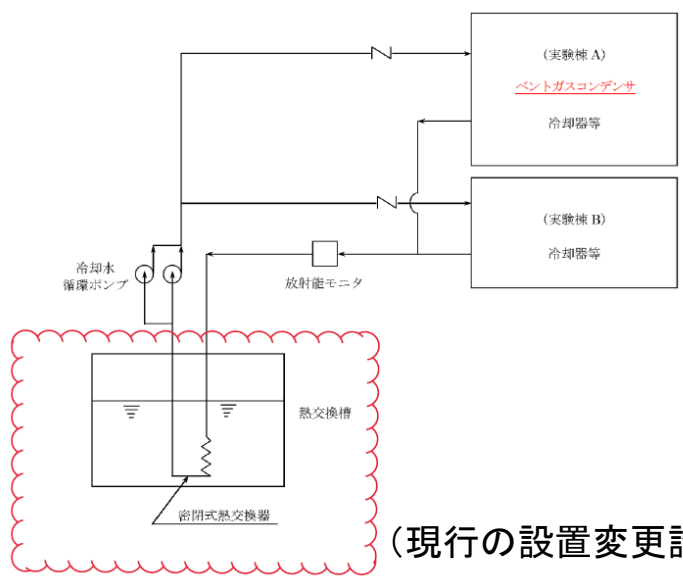 (実験棟 A)
ベントガスコンデンサ
冷却器等
(実験棟 B)
冷却器等
冷却水
循環ポンプ
放射能モニタ
熱交換槽
密閉式熱交換器
(現行の設置変更